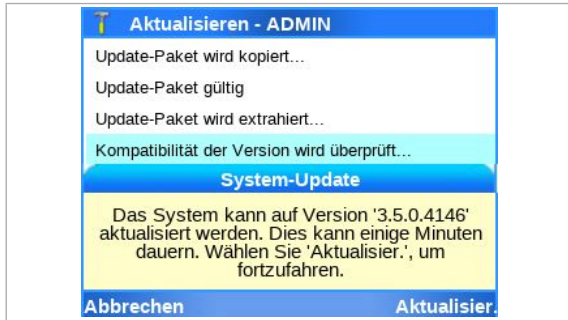 Aktualisieren - ADMIN
Update-Paket wird kopiert...
Update-Paket gültig
Update-Paket wird extrahiert...
Kompatibilität der Version wird überprüft...
System-Update
Das System kann auf Version '3.5.0.4146'
aktualisiert werden. Dies kann einige Minuten
dauern. Wählen Sie 'Aktualisier.', um
fortzufahren.
Abbrechen
Aktualisier.